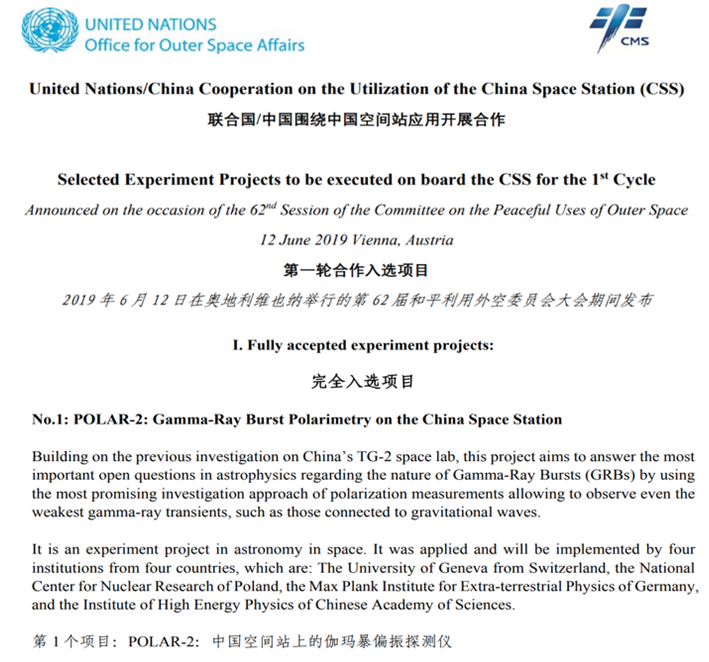 UNITED NATIONS
Office for Outer Space Affairs
CMS
United Nations/China Cooperation on the Utilization of the China Space Station (CSS)
联合国/中国围绕中国空间站应用开展合作
Selected Experiment Projects to be executed on board the CSS for the 1st Cycle
Announced on the occasion of the 62nd Session of the Committee on the Peaceful Uses of Outer Space
12 June 2019 Vienna, Austria
第一轮合作入选项目
2019 年 6 月 12 日在奥地利维也纳举行的第 62 届和平利用外空委员会大会期间发布
I. Fully accepted experiment projects:
完全入选项目
No.1: POLAR-2: Gamma-Ray Burst Polarimetry on the China Space Station
Building on the previous investigation on China's TG-2 space lab, this project aims to answer the most
important open questions in astrophysics regarding the nature of Gamma-Ray Bursts (GRBs) by using
the most promising investigation approach of polarization measurements allowing to observe even the
weakest gamma-ray transients, such as those connected to gravitational waves.
It is an experiment project in astronomy in space. It was applied and will be implemented by four
institutions from four countries, which are: The University of Geneva from Switzerland, the National
Center for Nuclear Research of Poland, the Max Plank Institute for Extra-terrestrial Physics of Germany,
and the Institute of High Energy Physics of Chinese Academy of Sciences.
第 1 个项目：POLAR-2：中国空间站上的伽玛暴偏振探测仪